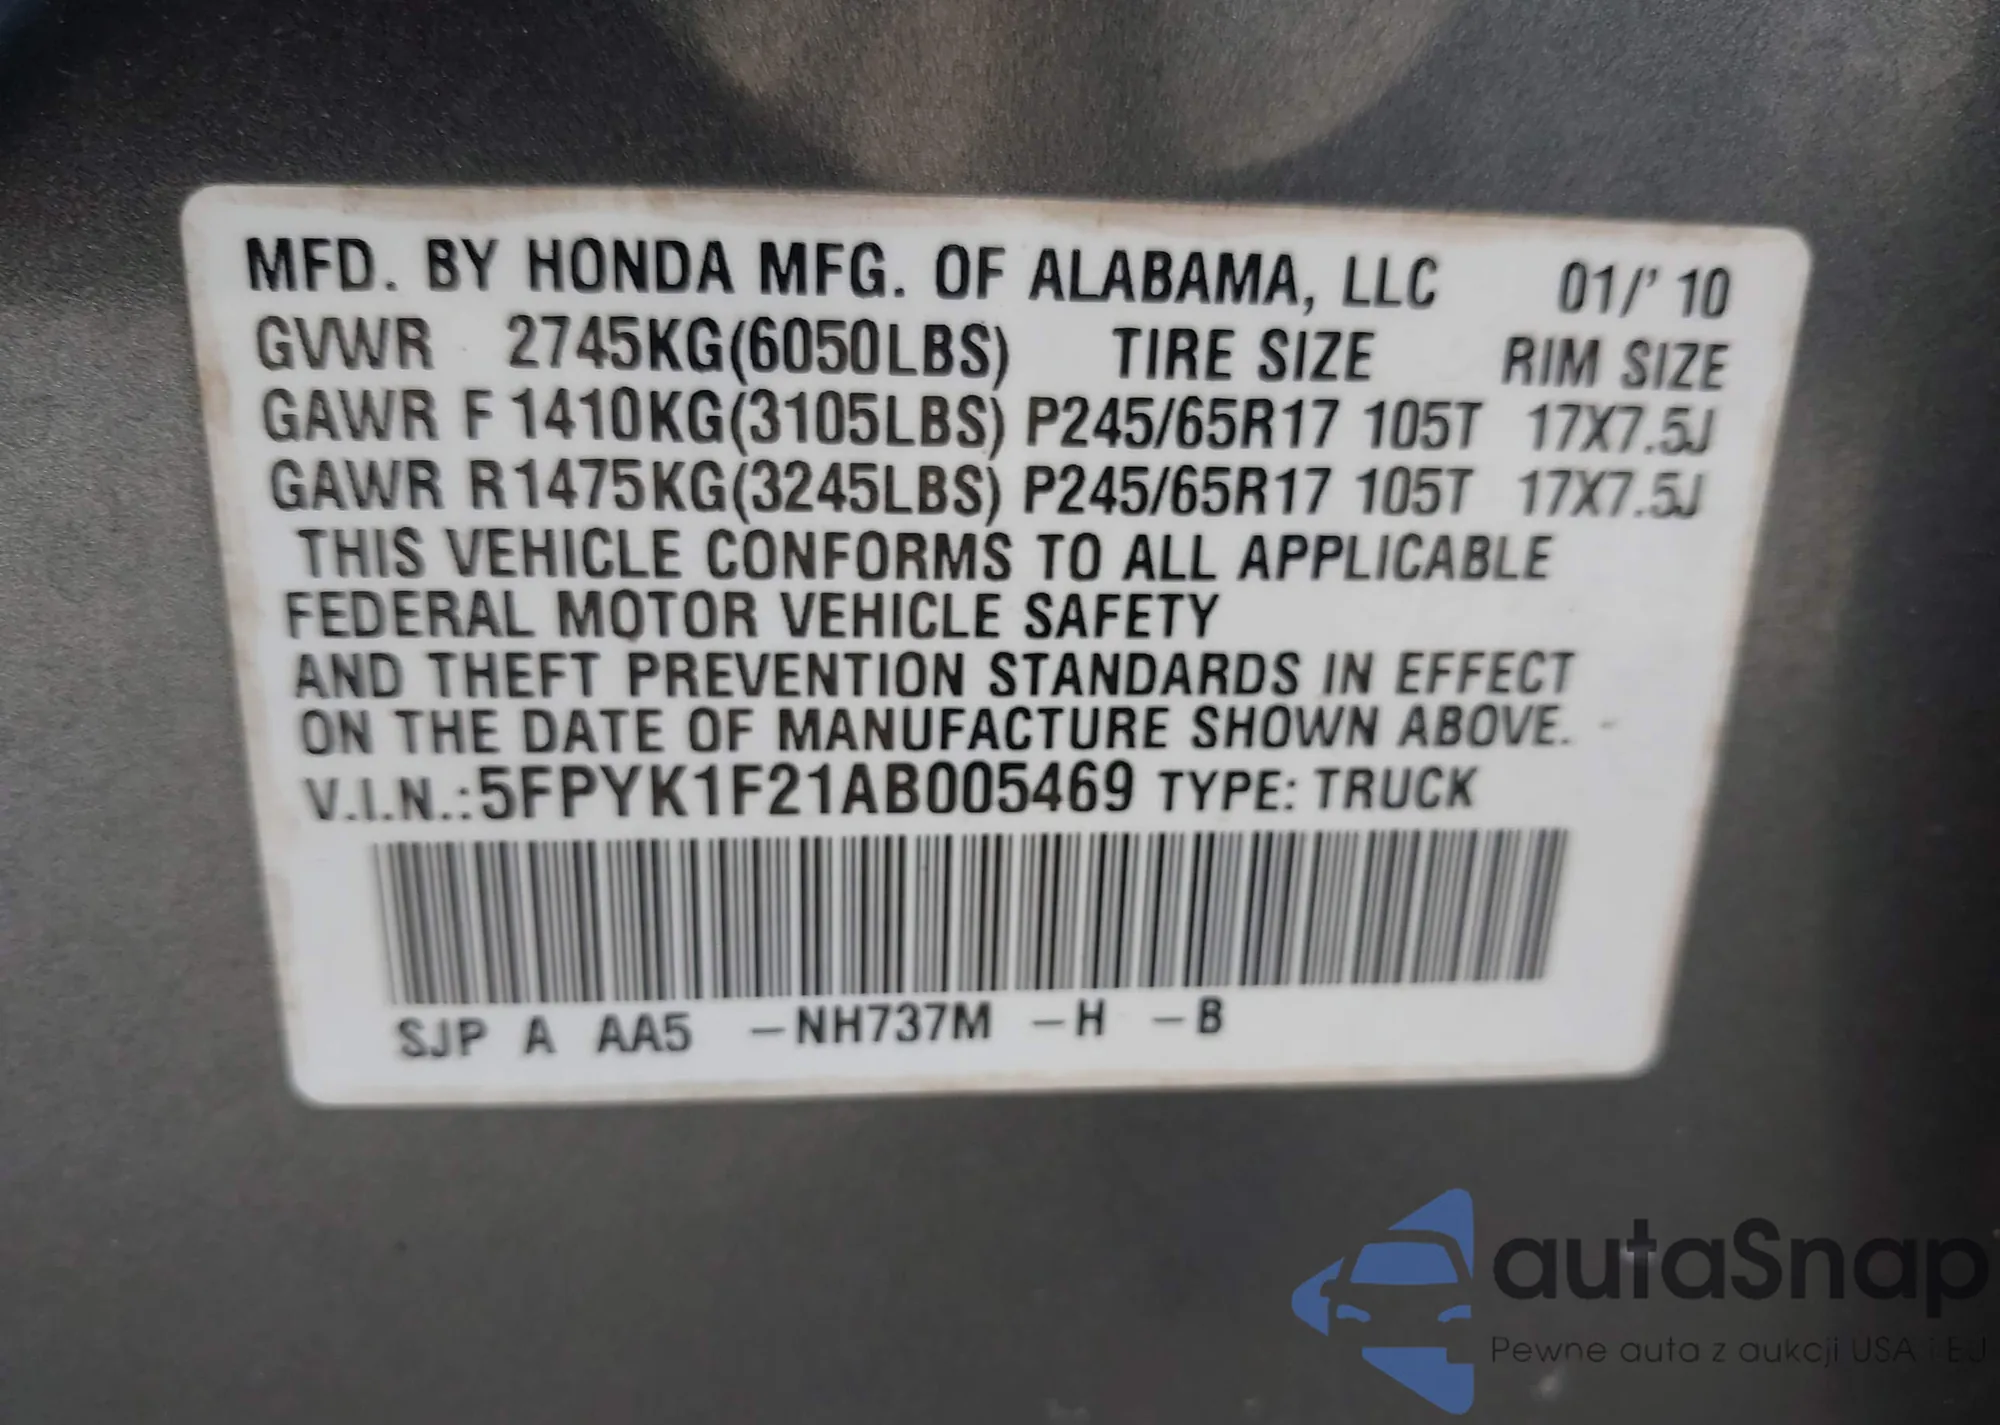 MFD. BY HONDA MFG. OF ALABAMA, LLC 01/'10
GVWR 2745KG(6050LBS) TIRE SIZE RIM SIZE
GAWR F 1410KG(3105LBS) P245/65R17 105T 17X7.5J
GAWR R 1475KG(3245LBS) P245/65R17 105T 17X7.5J
THIS VEHICLE CONFORMS TO ALL APPLICABLE
FEDERAL MOTOR VEHICLE SAFETY
AND THEFT PREVENTION STANDARDS IN EFFECT
ON THE DATE OF MANUFACTURE SHOWN ABOVE.
V.I.N.:5FPYK1F21AB005469 TYPE: TRUCK
SJP A AA5 –NH737M –H –B
autaSnap
Pewne auta z aukcji USA i EU